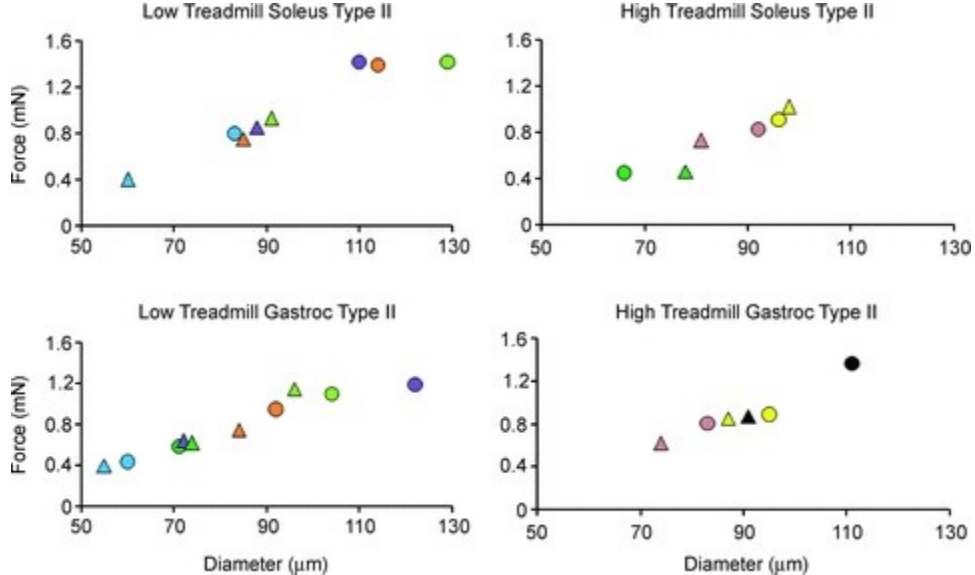 Low Treadmill Soleus Type II
High Treadmill Soleus Type II
Force (mN)
1.6
1.2
0.8
0.4
0
50 70 90 110 130
1.6
1.2
0.8
0.4
0
50 70 90 110 130
Low Treadmill Gastroc Type II
High Treadmill Gastroc Type II
Force (mN)
1.6
1.2
0.8
0.4
0
50 70 90 110 130
Diameter (μm)
1.6
1.2
0.8
0.4
0
50 70 90 110 130
Diameter (μm)